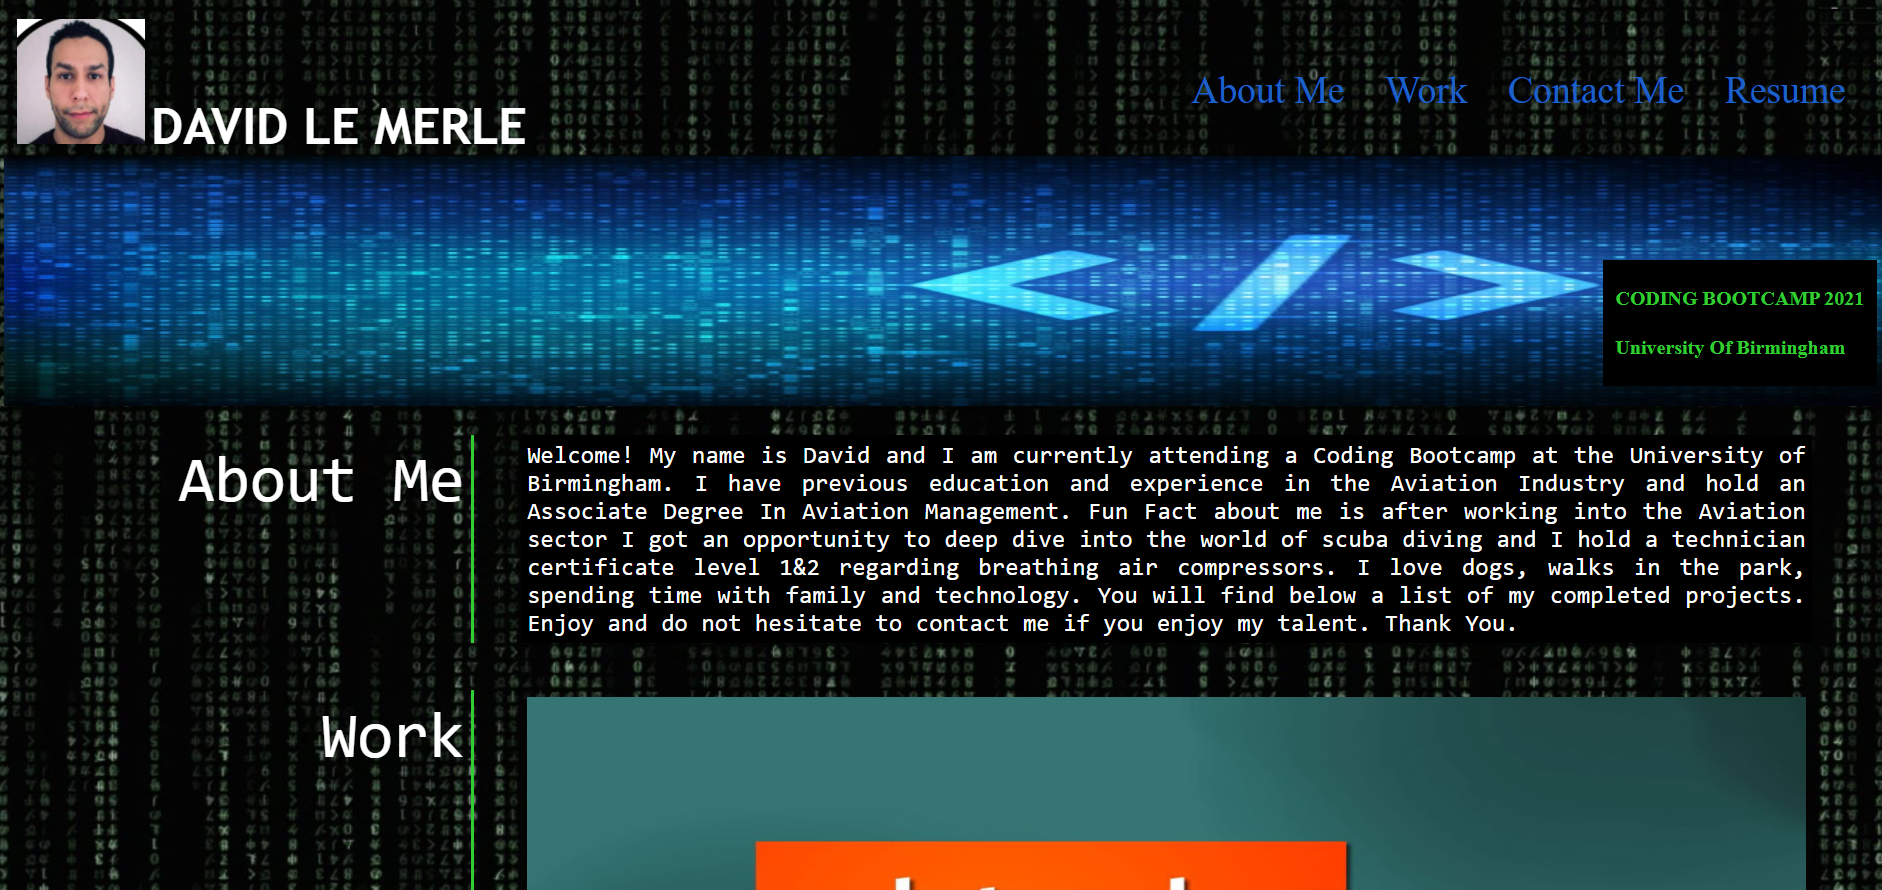 DAVID LE MERLE
About Me Work Contact Me Resume
</>
CODING BOOTCAMP 2021
University Of Birmingham
About Me
Welcome! My name is David and I am currently attending a Coding Bootcamp at the University of
Birmingham. I have previous education and experience in the Aviation Industry and hold an
Associate Degree In Aviation Management. Fun Fact about me is after working into the Aviation
sector I got an opportunity to deep dive into the world of scuba diving and I hold a technician
certificate level 1&2 regarding breathing air compressors. I love dogs, walks in the park,
spending time with family and technology. You will find below a list of my completed projects.
Enjoy and do not hesitate to contact me if you enjoy my talent. Thank You.
Work